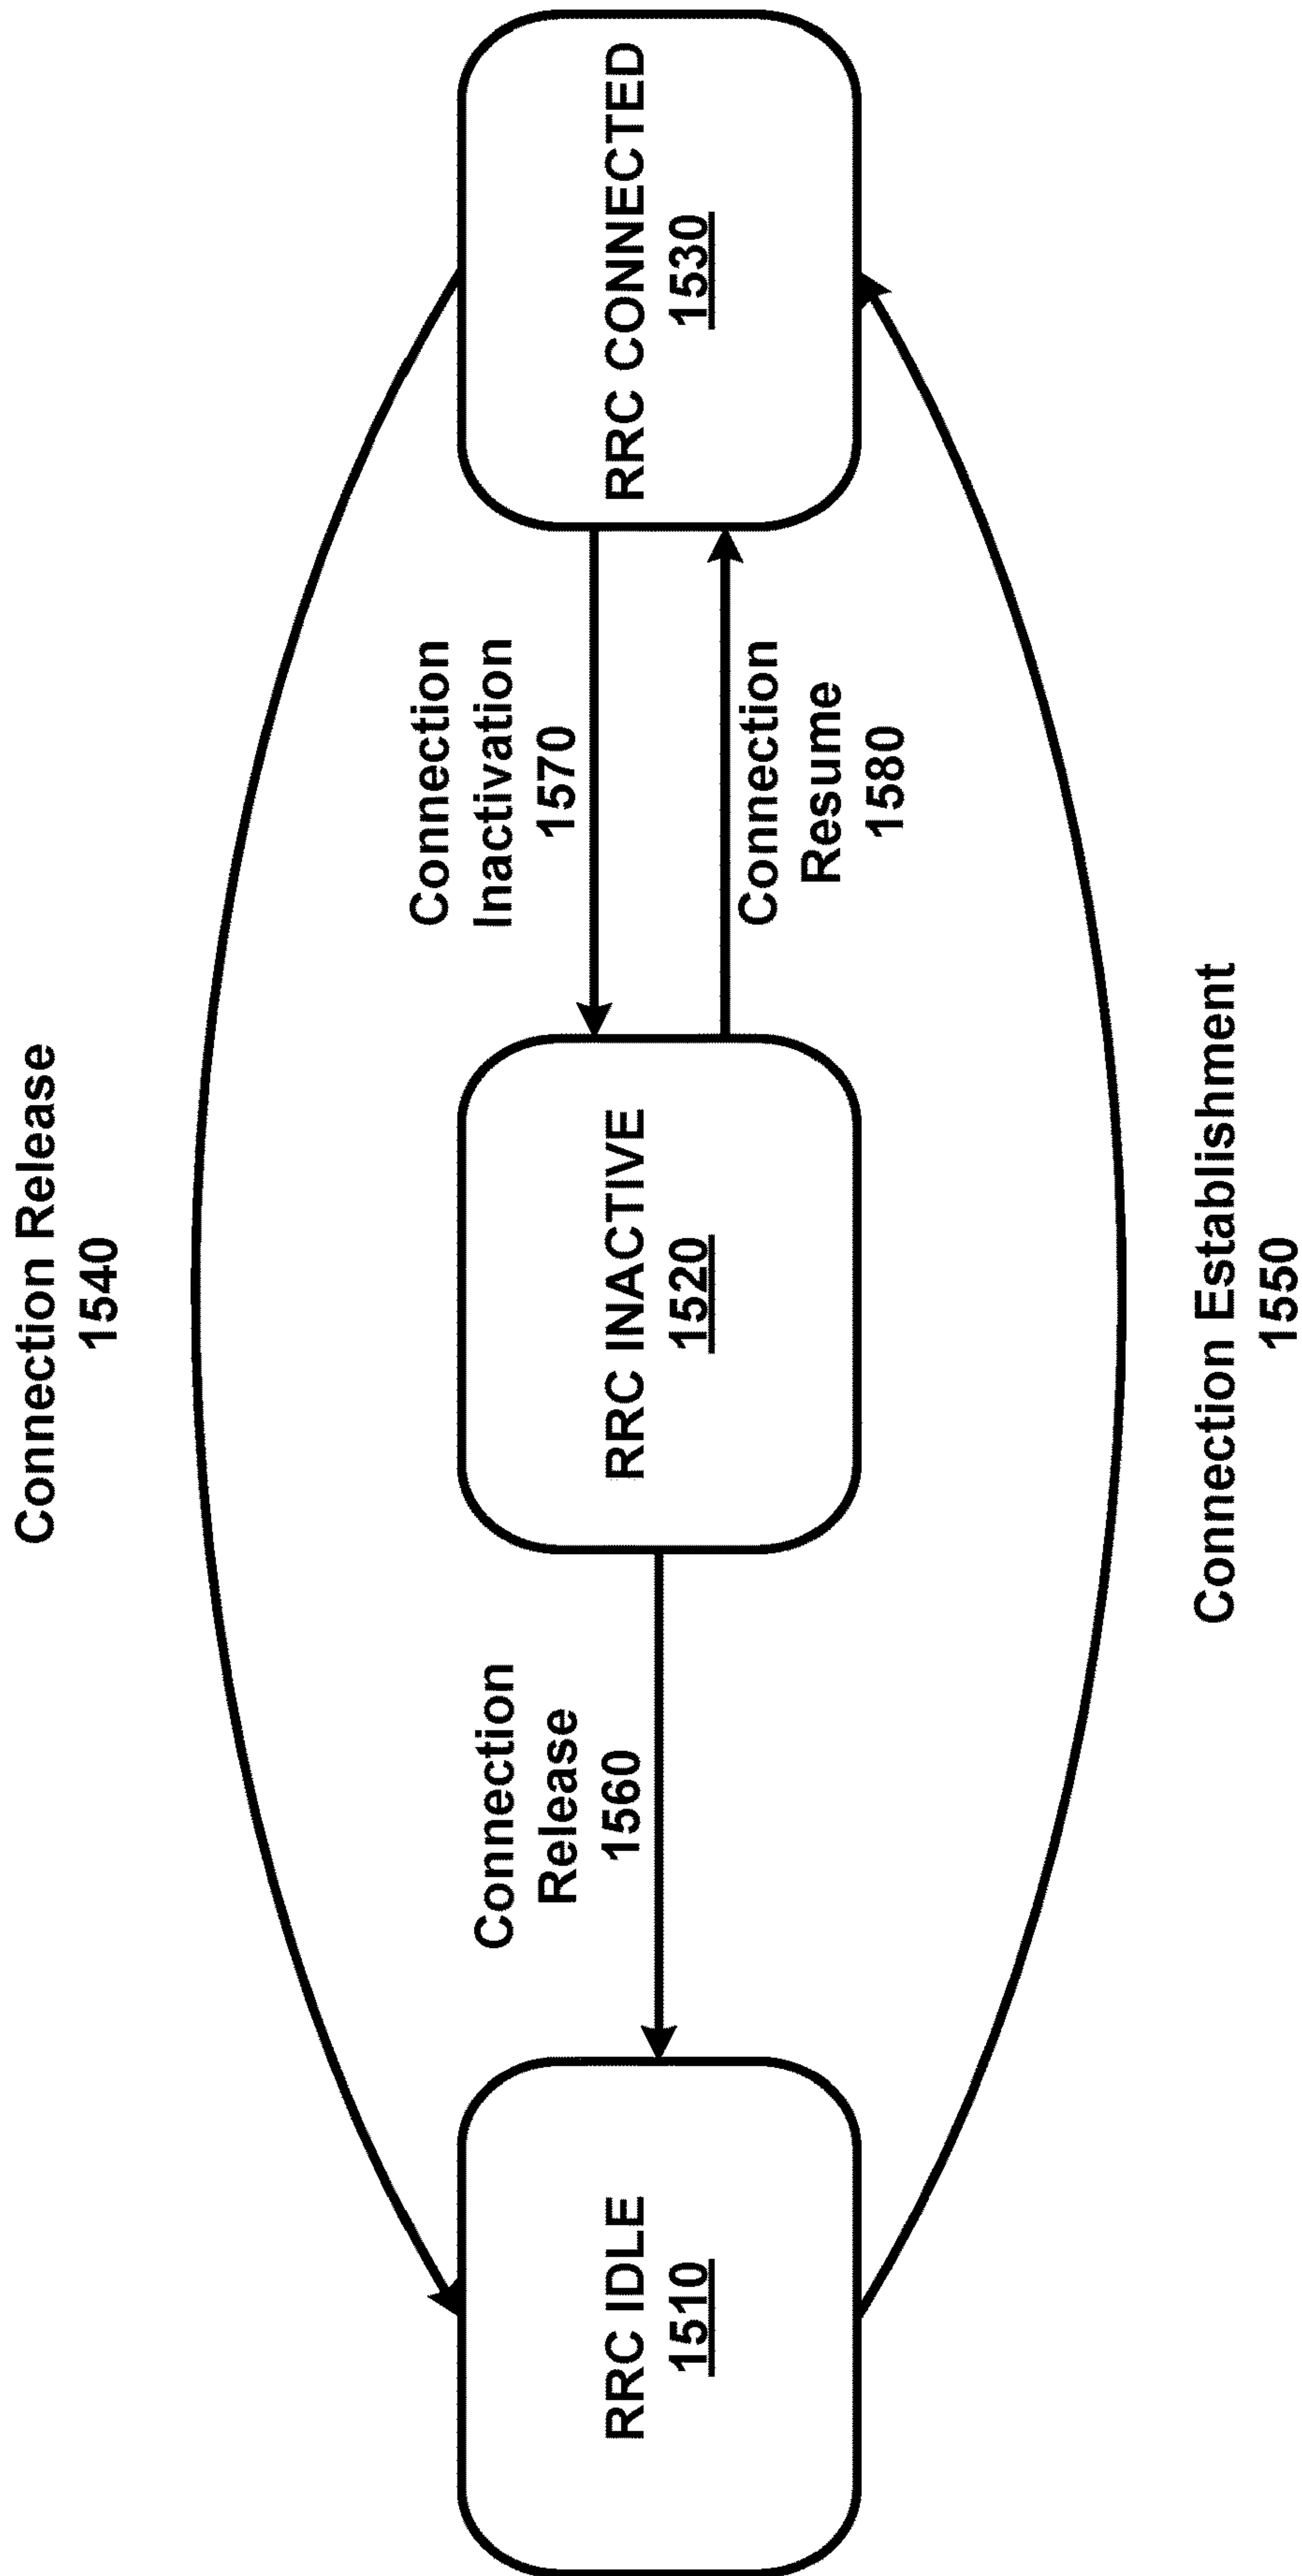 Connection Release
1540
RRC IDLE
1510
Connection
Release
1560
RRC INACTIVE
1520
Connection
Inactivation
1570
Connection
Resume
1580
RRC CONNECTED
1530
Connection Establishment
1550